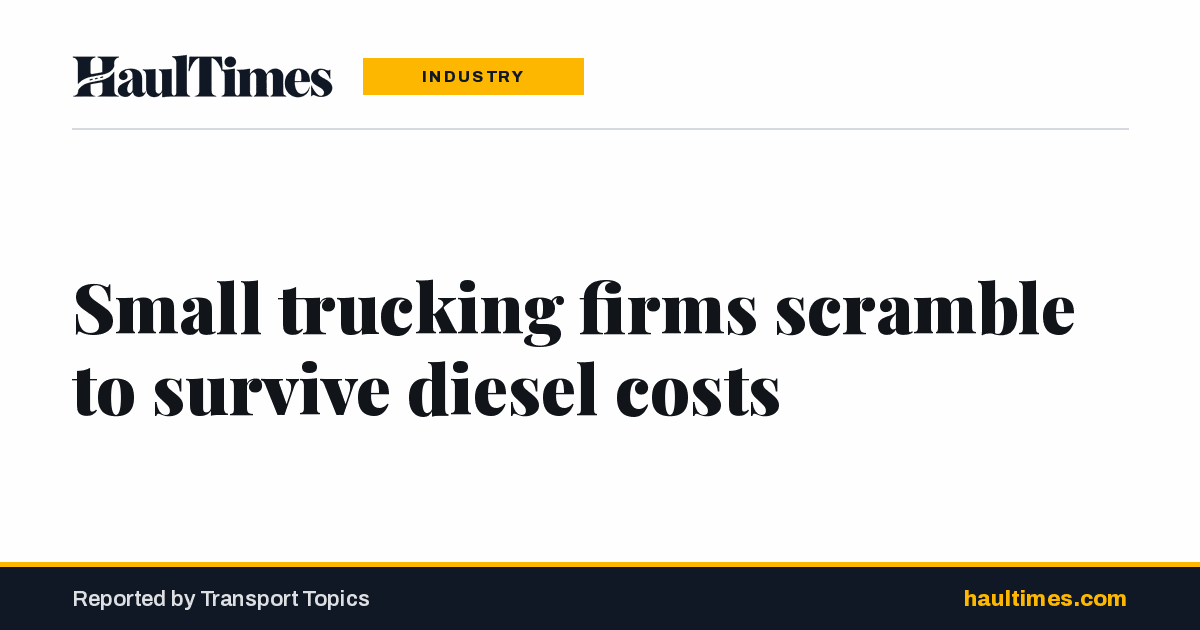 HaulTimes
INDUSTRY
Small trucking firms scramble
to survive diesel costs
Reported by Transport Topics
haultimes.com